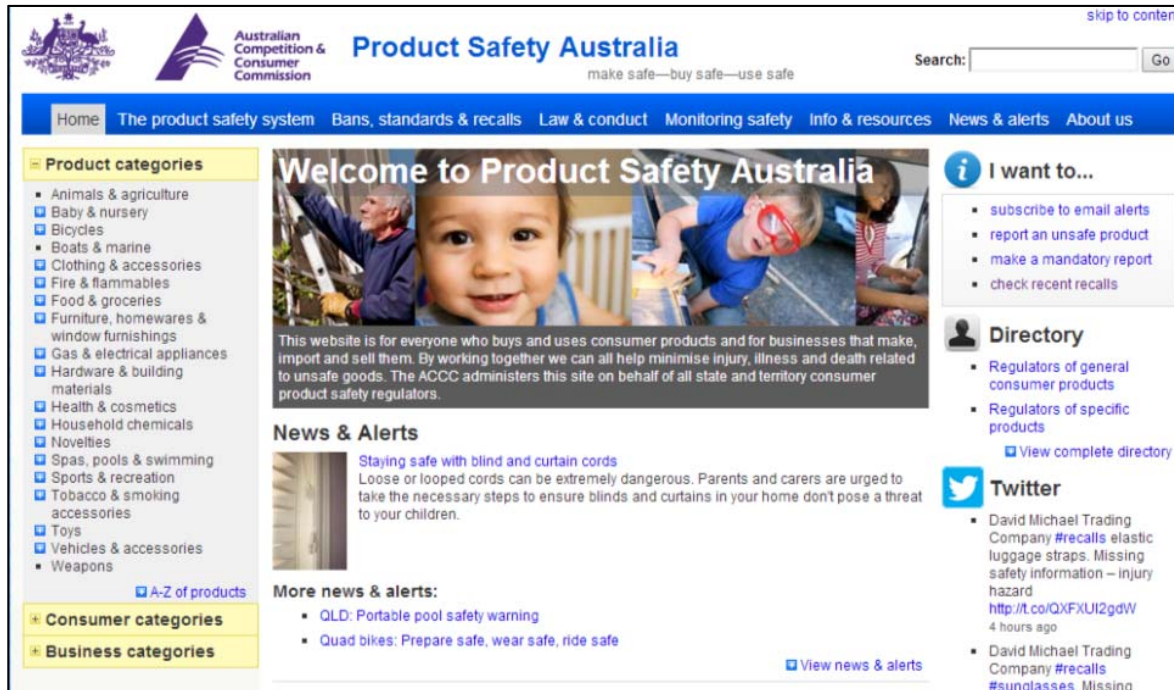 skip to conten
Australian
Competition &
Consumer
Commission
Product Safety Australia
make safe—buy safe—use safe
Search:
Go
Home The product safety system Bans, standards & recalls Law & conduct Monitoring safety Info & resources News & alerts About us
Product categories
Animals & agriculture
Baby & nursery
Bicycles
Boats & marine
Clothing & accessories
Fire & flammables
Food & groceries
Furniture, homewares &
window furnishings
Gas & electrical appliances
Hardware & building
materials
Health & cosmetics
Household chemicals
Novelties
Spas, pools & swimming
Sports & recreation
Tobacco & smoking
accessories
Toys
Vehicles & accessories
Weapons
A-Z of products
Consumer categories
Business categories
Welcome to Product Safety Australia
This website is for everyone who buys and uses consumer products and for businesses that make,
import and sell them. By working together we can all help minimise injury, illness and death related
to unsafe goods. The ACCC administers this site on behalf of all state and territory consumer
product safety regulators.
News & Alerts
Staying safe with blind and curtain cords
Loose or looped cords can be extremely dangerous. Parents and carers are urged to
take the necessary steps to ensure blinds and curtains in your home don't pose a threat
to your children.
More news & alerts:
QLD: Portable pool safety warning
Quad bikes: Prepare safe, wear safe, ride safe
View news & alerts
I want to...
subscribe to email alerts
report an unsafe product
make a mandatory report
check recent recalls
Directory
Regulators of general
consumer products
Regulators of specific
products
View complete directory
Twitter
David Michael Trading
Company #recalls elastic
luggage straps. Missing
safety information – injury
hazard
http://t.co/QXFXUI2gdW
4 hours ago
David Michael Trading
Company #recalls
#sunglasses. Missing